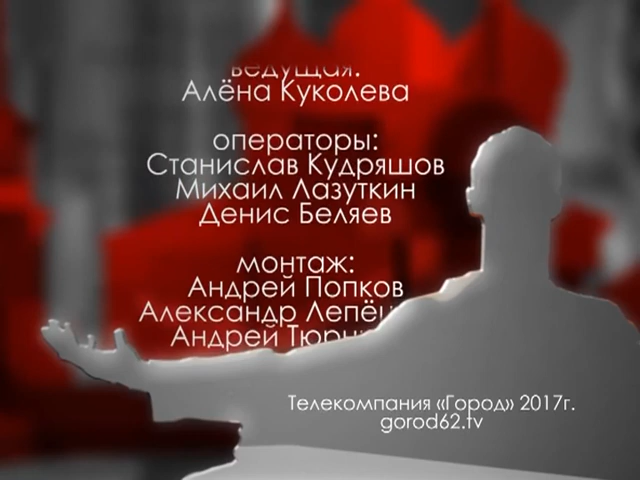 ведущая:
Алёна Куколева
операторы:
Станислав Кудряшов
Михаил Лазуткин
Денис Беляев
монтаж:
Андрей Попков
Александр
Андрей
Телекомпания «Город» 2017г.
gorod62.tv